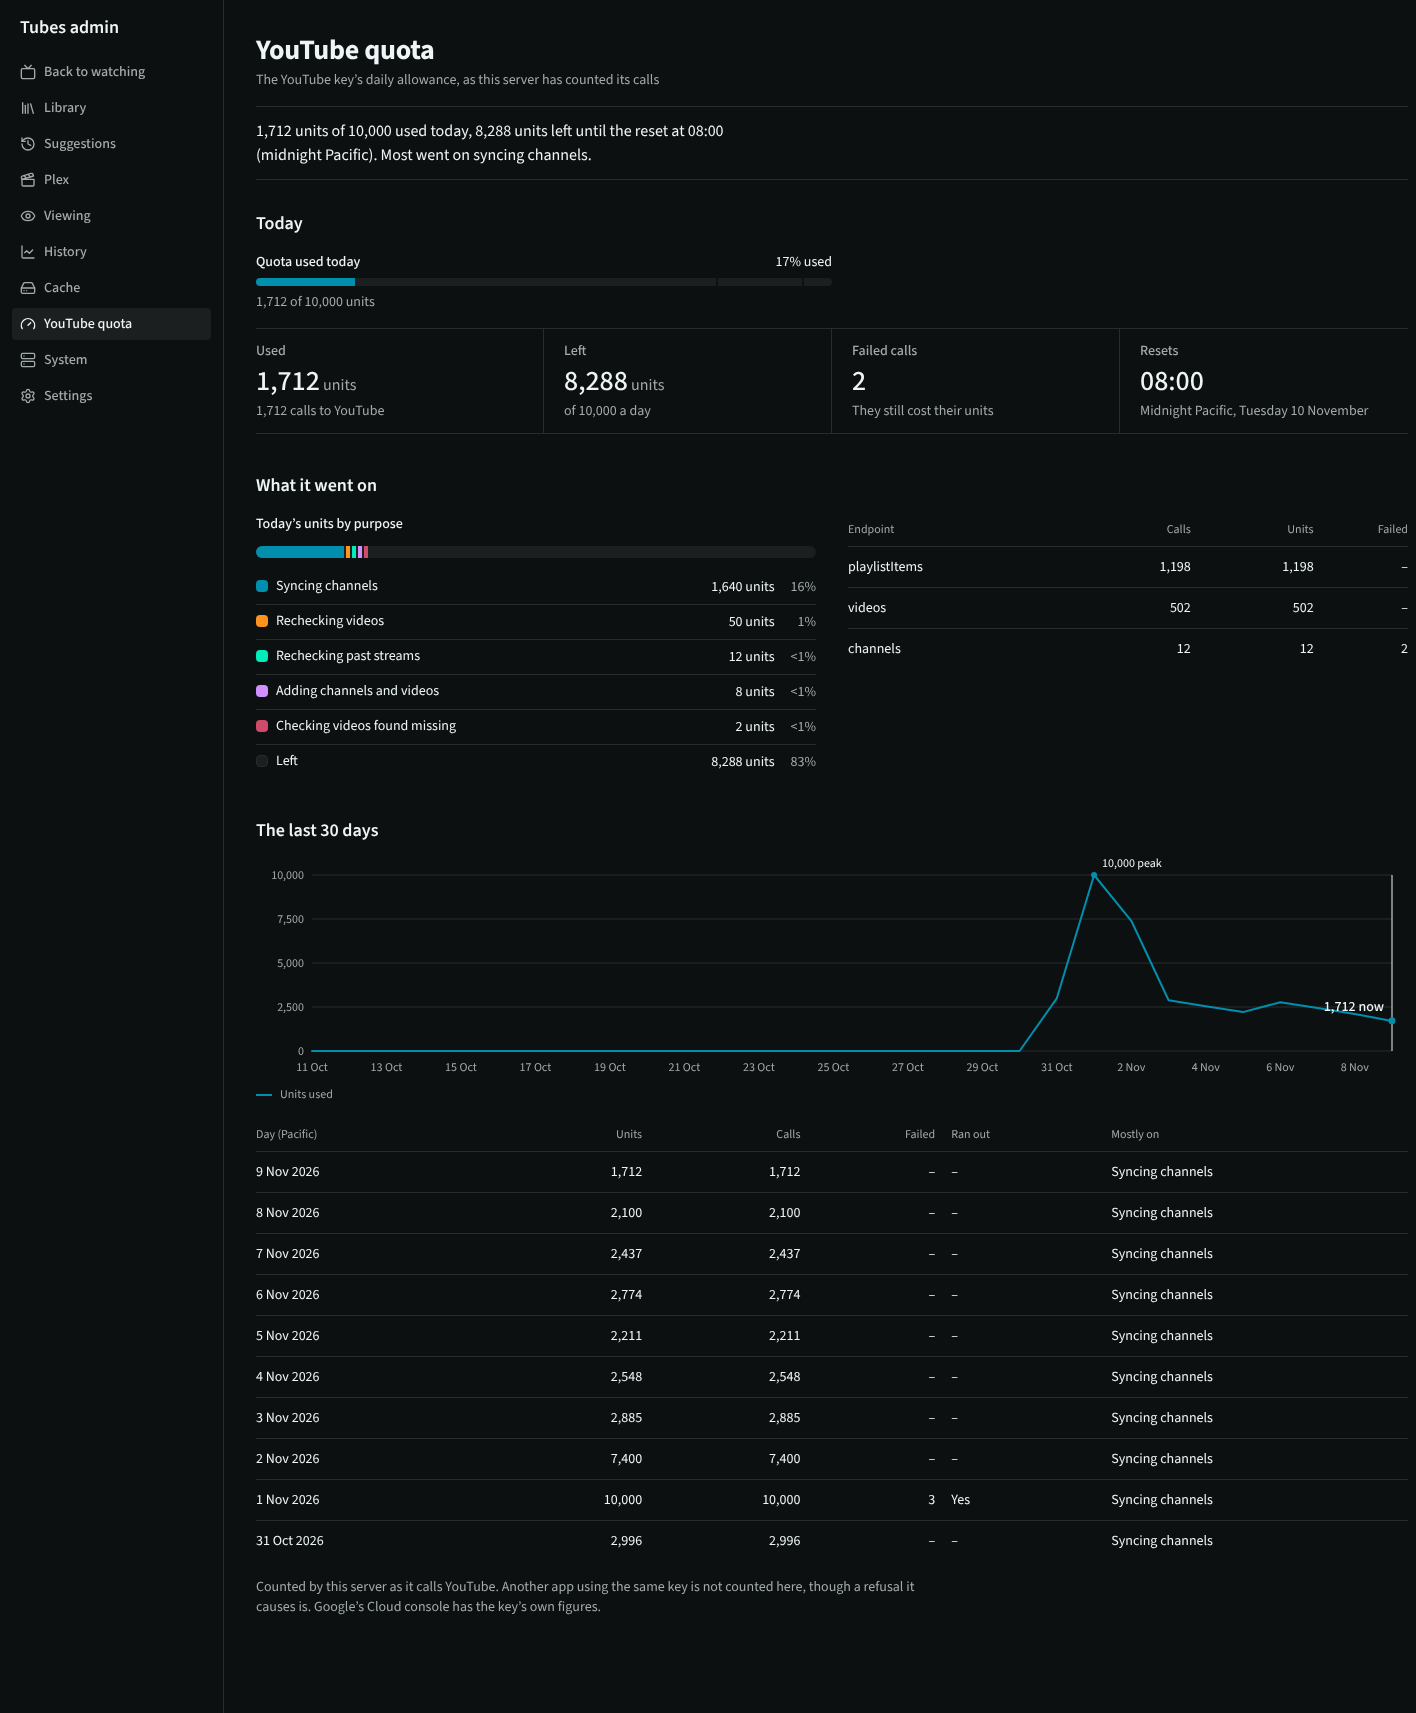 Tubes admin
Back to watching
Library
Suggestions
Plex
Viewing
History
Cache
YouTube quota
System
Settings
YouTube quota
The YouTube key’s daily allowance, as this server has counted its calls
1,712 units of 10,000 used today, 8,288 units left until the reset at 08:00
(midnight Pacific). Most went on syncing channels.
Today
Quota used today 17% used
1,712 of 10,000 units
Used Left Failed calls Resets
1,712 units 8,288 units 2 08:00
1,712 calls to YouTube of 10,000 a day They still cost their units Midnight Pacific, Tuesday 10 November
What it went on
Today’s units by purpose
Syncing channels 1,640 units 16%
Rechecking videos 50 units 1%
Rechecking past streams 12 units <1%
Adding channels and videos 8 units <1%
Checking videos found missing 2 units <1%
Left 8,288 units 83%
Endpoint Calls Units Failed
playlistItems 1,198 1,198 –
videos 502 502 –
channels 12 12 2
The last 30 days
10,000 peak
10,000
7,500
5,000
2,500
1,712 now
0
11 Oct 13 Oct 15 Oct 17 Oct 19 Oct 21 Oct 23 Oct 25 Oct 27 Oct 29 Oct 31 Oct 2 Nov 4 Nov 6 Nov 8 Nov
Units used
Day (Pacific) Units Calls Failed Ran out Mostly on
9 Nov 2026 1,712 1,712 – – Syncing channels
8 Nov 2026 2,100 2,100 – – Syncing channels
7 Nov 2026 2,437 2,437 – – Syncing channels
6 Nov 2026 2,774 2,774 – – Syncing channels
5 Nov 2026 2,211 2,211 – – Syncing channels
4 Nov 2026 2,548 2,548 – – Syncing channels
3 Nov 2026 2,885 2,885 – – Syncing channels
2 Nov 2026 7,400 7,400 – – Syncing channels
1 Nov 2026 10,000 10,000 3 Yes Syncing channels
31 Oct 2026 2,996 2,996 – – Syncing channels
Counted by this server as it calls YouTube. Another app using the same key is not counted here, though a refusal it
causes is. Google’s Cloud console has the key’s own figures.